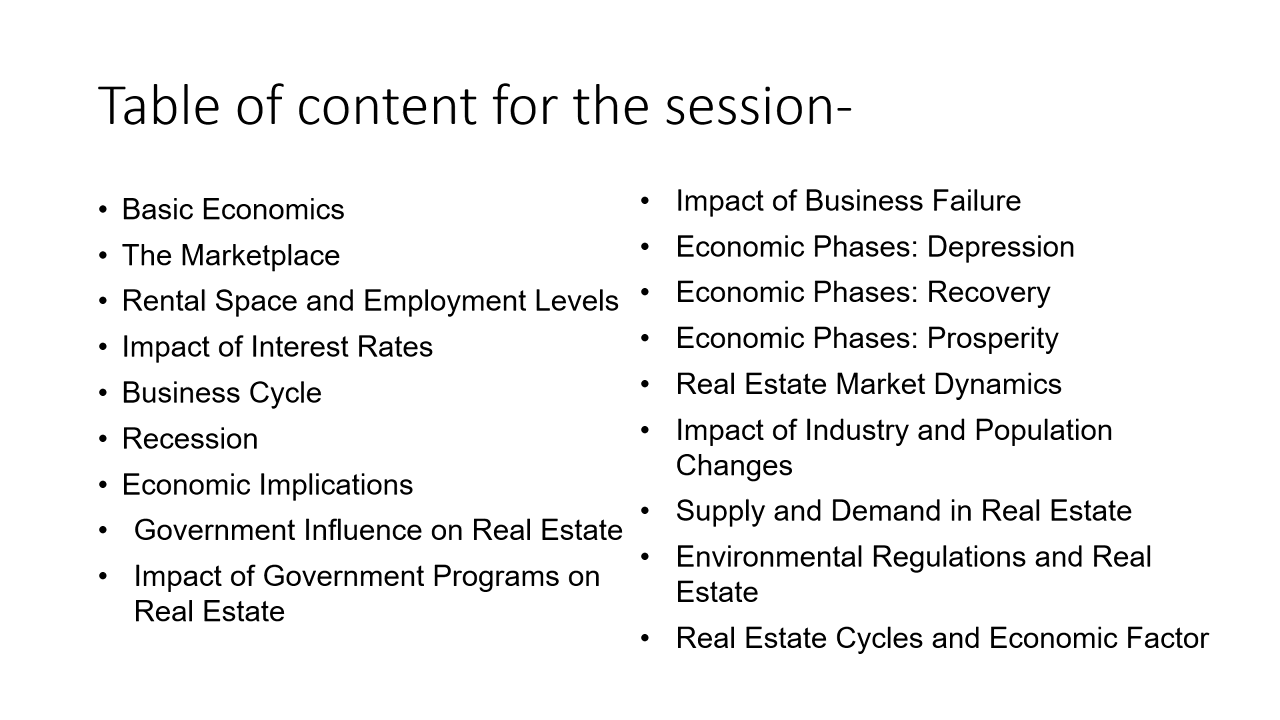 Table of content for the session-
• Basic Economics
• The Marketplace
• Rental Space and Employment Levels
• Impact of Interest Rates
• Business Cycle
• Recession
• Economic Implications
• Government Influence on Real Estate
• Impact of Government Programs on
Real Estate
• Impact of Business Failure
• Economic Phases: Depression
• Economic Phases: Recovery
• Economic Phases: Prosperity
• Real Estate Market Dynamics
• Impact of Industry and Population
Changes
• Supply and Demand in Real Estate
• Environmental Regulations and Real
Estate
• Real Estate Cycles and Economic Factor